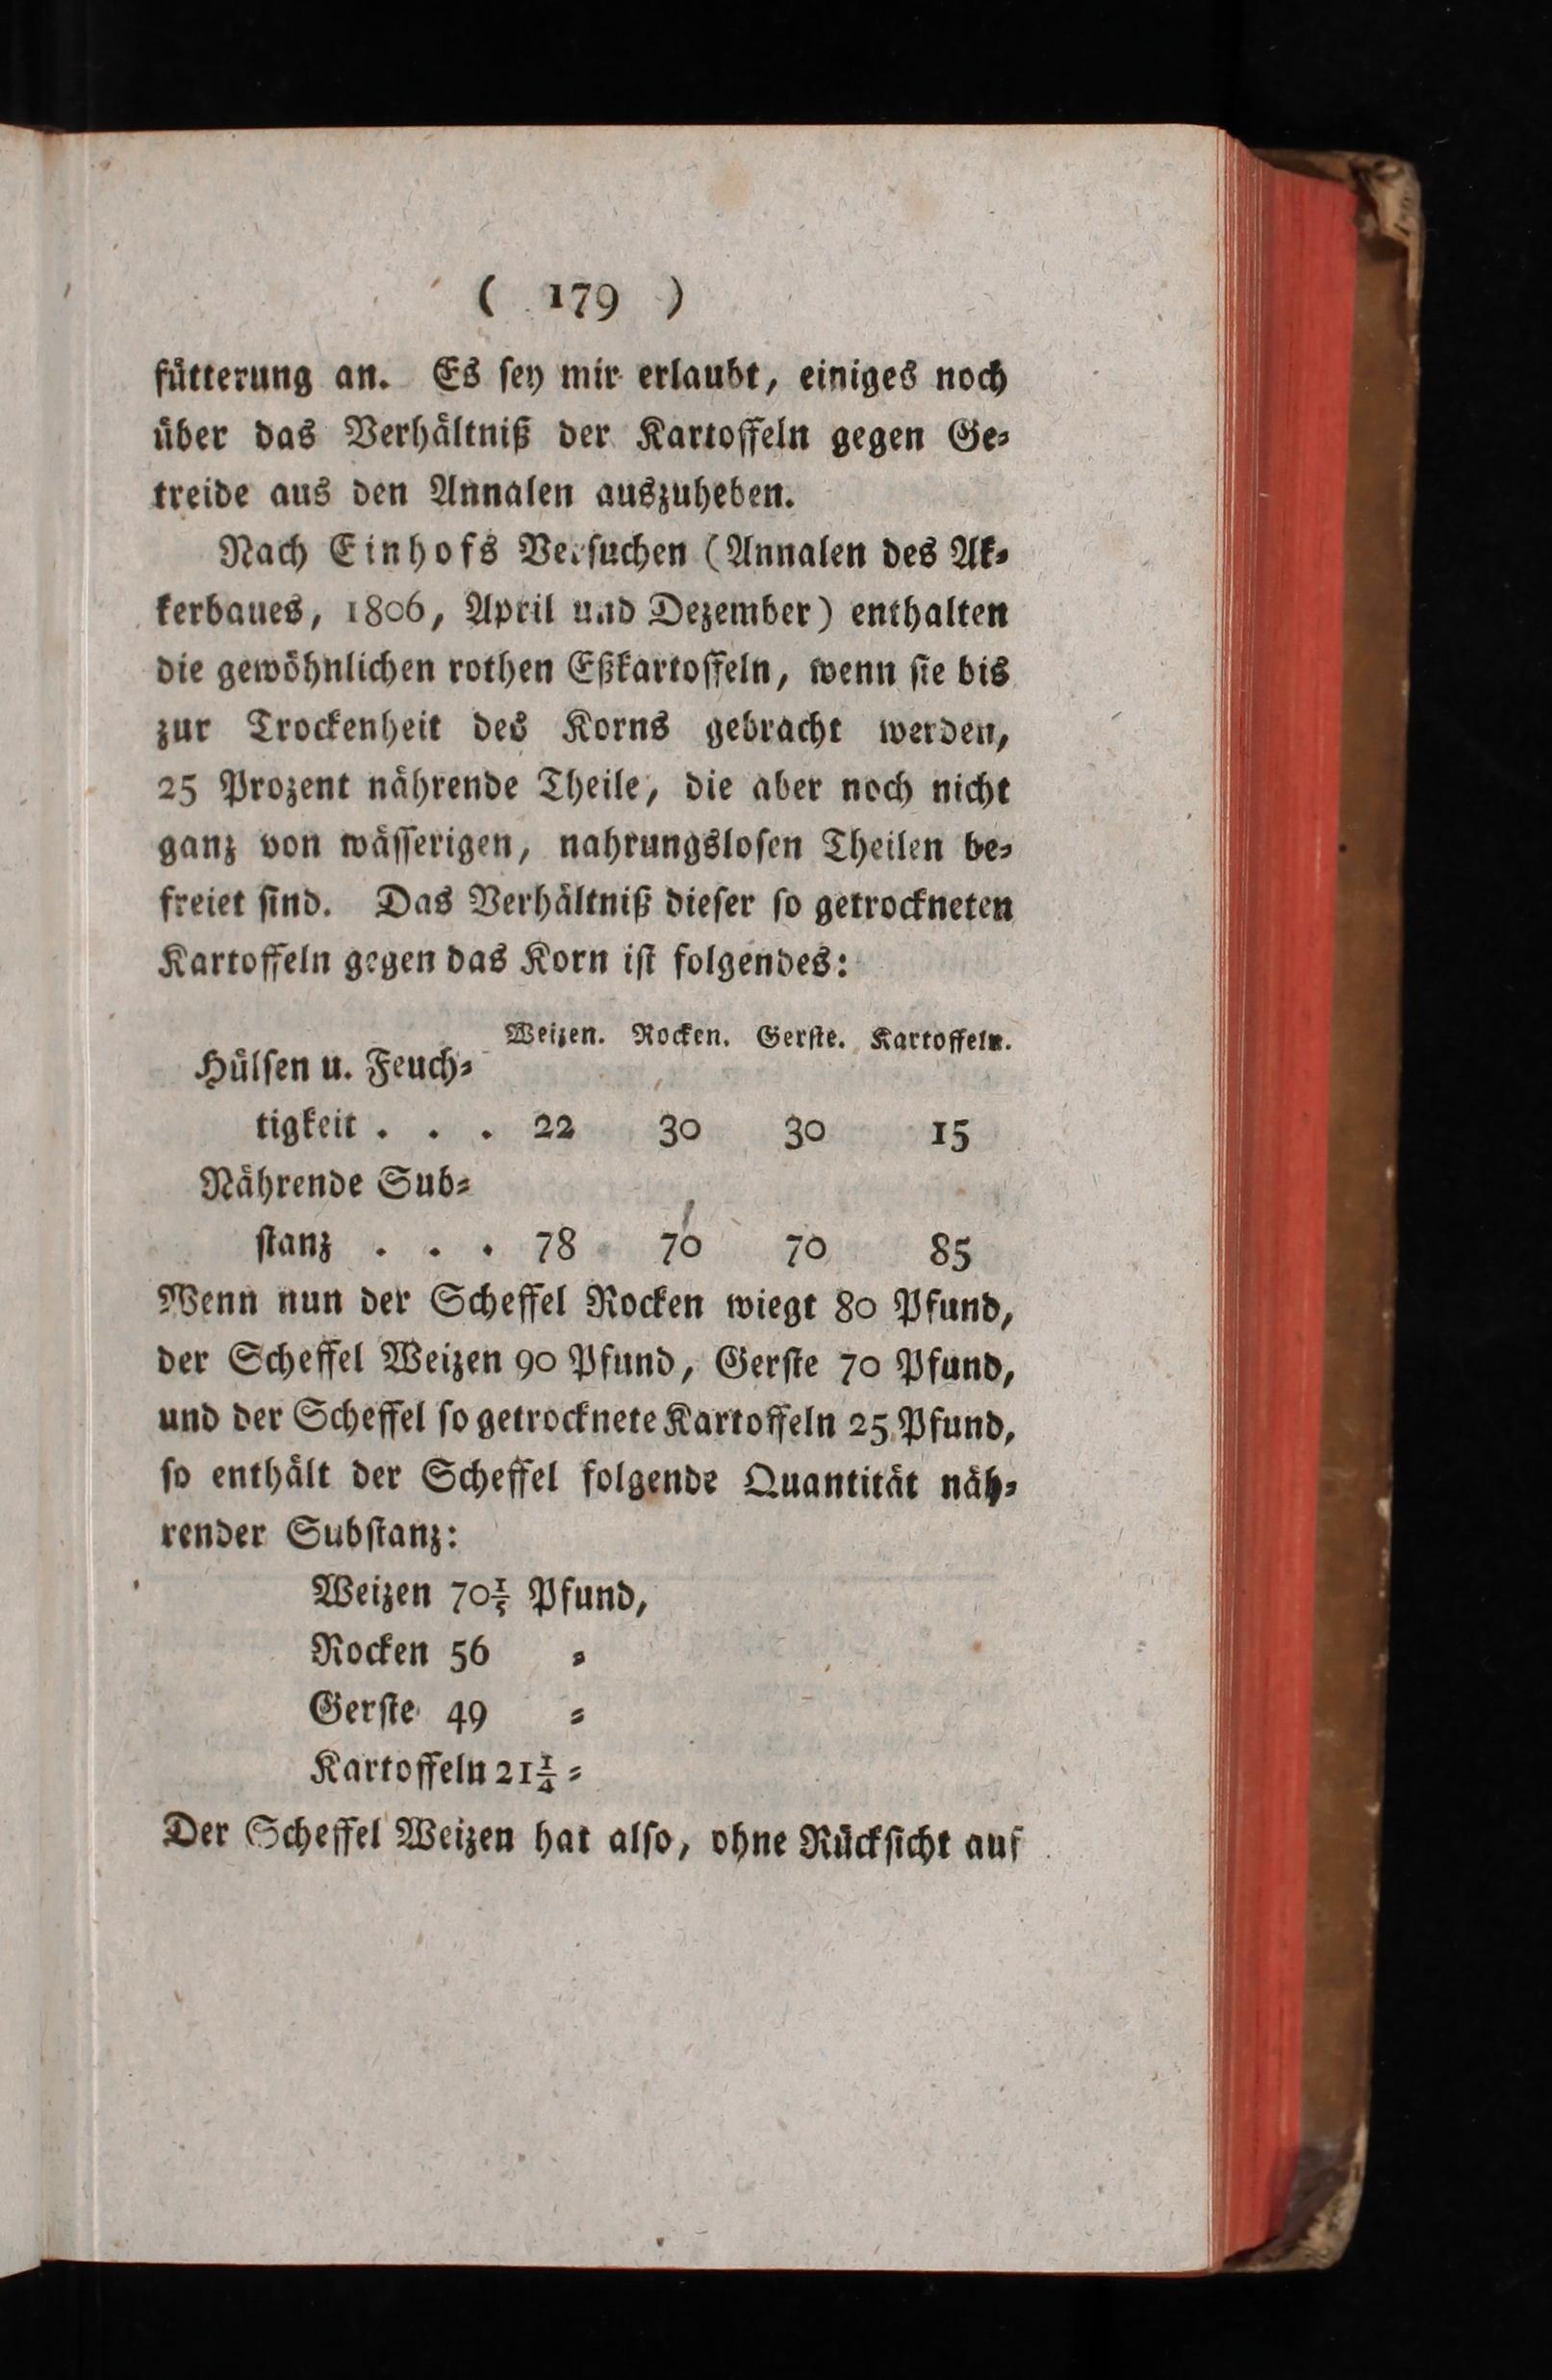 ( 179 )
fütterung an. Es sey mir erlaubt, einiges noch
über das Verhältniß der Kartoffeln gegen Ge-
treide aus den Annalen auszuheben.
Nach Einhofs Versuchen (Annalen des Ak-
kerbaues, 1806, April und Dezember) enthalten
die gewöhnlichen rothen Eßkartoffeln, wenn sie bis
zur Trockenheit des Korns gebracht werden,
25 Prozent nährende Theile, die aber noch nicht
ganz von wässerigen, nahrungslosen Theilen be-
freiet sind. Das Verhältniß dieser so getrockneten
Kartoffeln gegen das Korn ist folgendes:
Weizen. Rocken. Gerste. Kartoffeln.
Hülsen u. Feuch-
tigkeit . . . 22 30 30 15
Nährende Sub-
stanz . . . 78 70 70 85
Wenn nun der Scheffel Rocken wiegt 80 Pfund,
der Scheffel Weizen 90 Pfund, Gerste 70 Pfund,
und der Scheffel so getrocknete Kartoffeln 25 Pfund,
so enthält der Scheffel folgende Quantität näh-
render Substanz:
Weizen 70⅕ Pfund,
Rocken 56 =
Gerste 49 =
Kartoffeln 21¼ =
Der Scheffel Weizen hat also, ohne Rücksicht auf